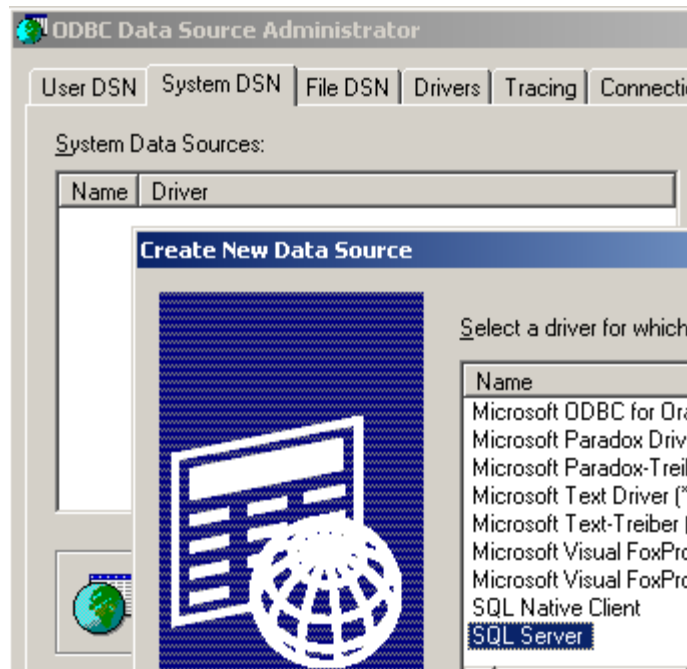 ODBC Data Source Administrator
User DSN System DSN File DSN Drivers Tracing Connecti
System Data Sources:
Name Driver
Create New Data Source
Select a driver for which
Name
Microsoft ODBC for Ora
Microsoft Paradox Driv
Microsoft Paradox-Treil
Microsoft Text Driver (*
Microsoft Text-Treiber (
Microsoft Visual FoxPro
Microsoft Visual FoxPro
SQL Native Client
SQL Server